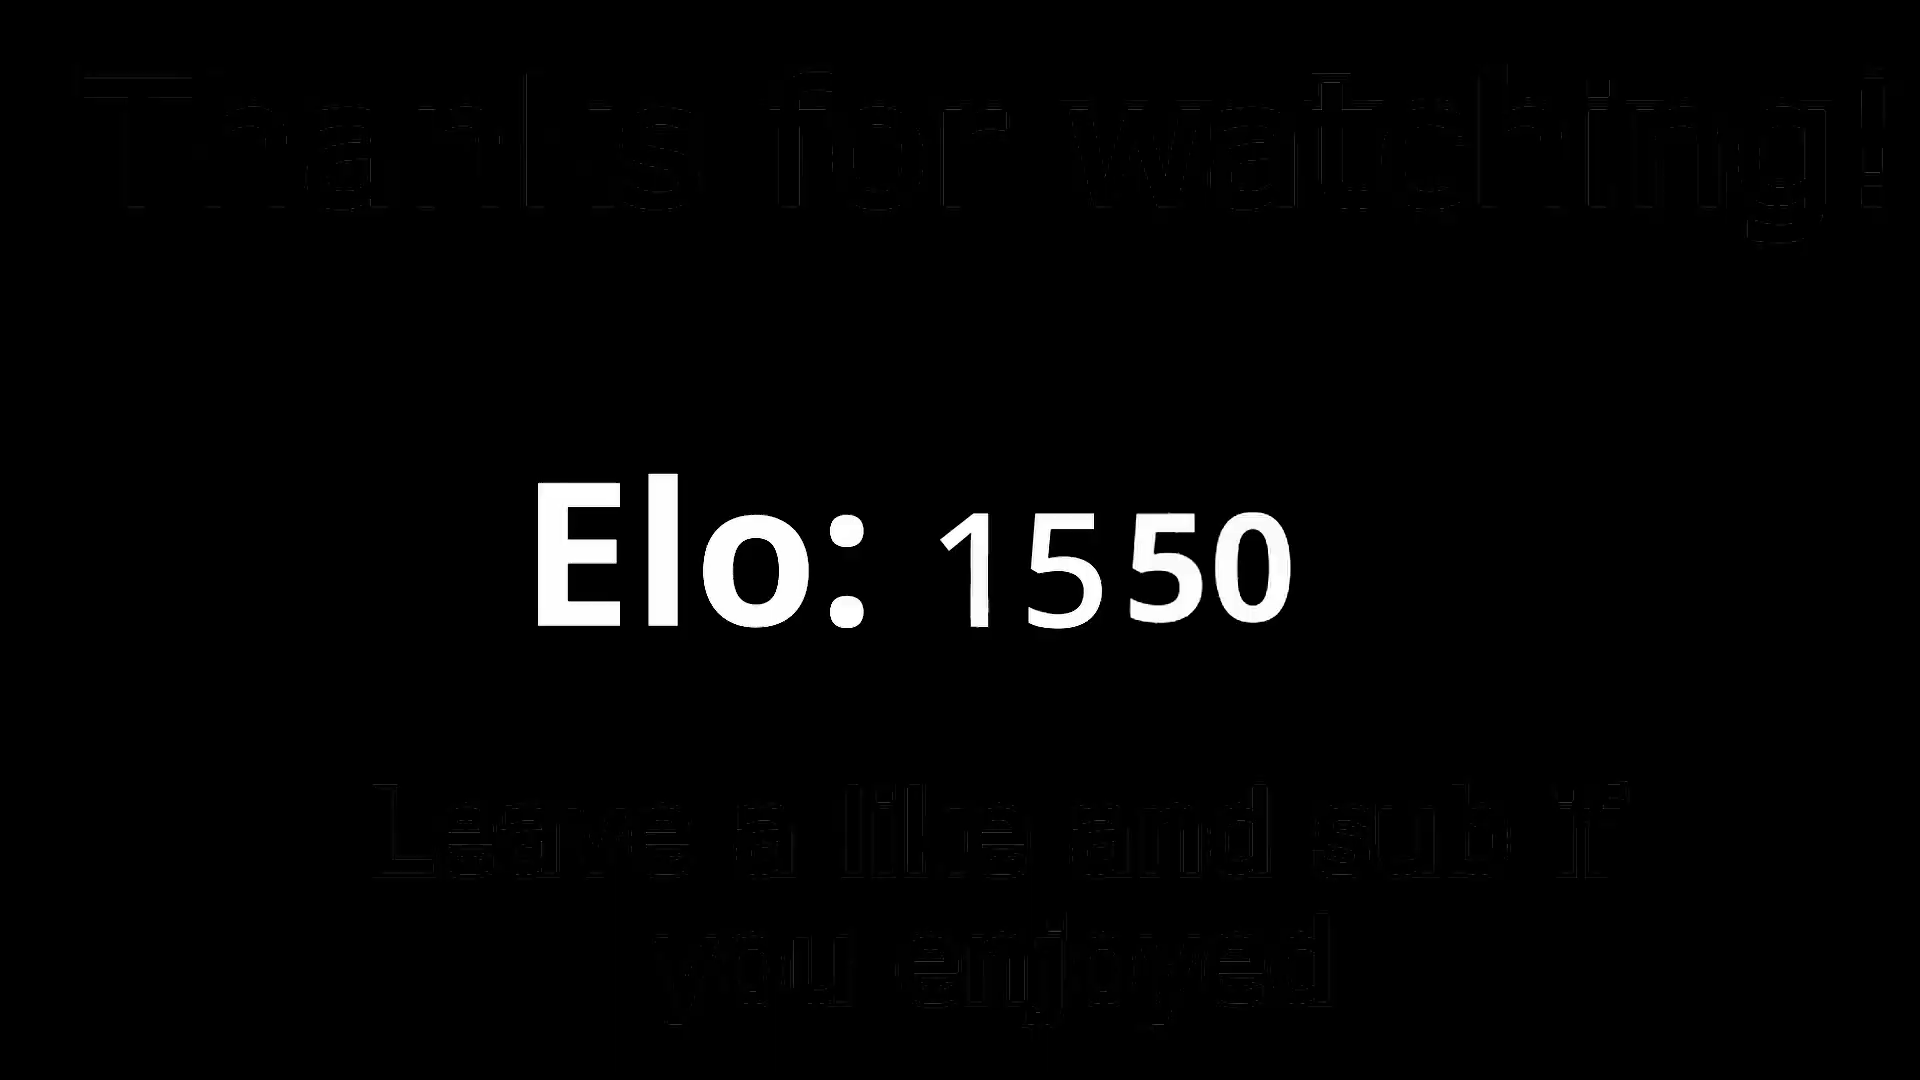 Thanks for watching!
Elo: 1550
Leave a like and sub if
you enjoyed